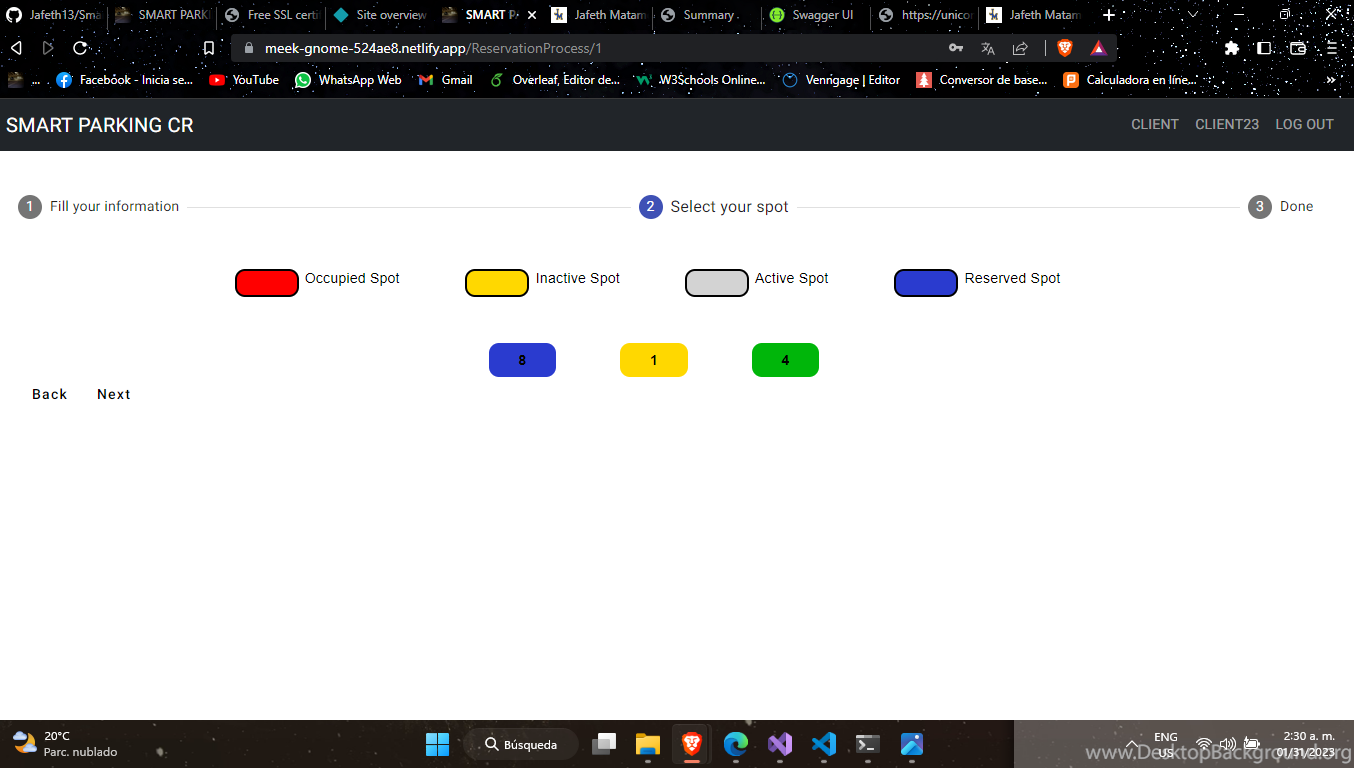 Jafeth13/Sma
SMART PARKI
Free SSL certi
Site overview
SMART P
Jafeth Matam
Summary
Swagger UI
https://unicor
Jafeth Matam
meek-gnome-524ae8.netlify.app/ReservationProcess/1
...
Facebook - Inicia se...
YouTube
WhatsApp Web
Gmail
Overleaf, Editor de...
W3Schools Online...
Venngage | Editor
Conversor de base...
Calculadora en líne...
SMART PARKING CR
CLIENT
CLIENT23
LOG OUT
1 Fill your information
2 Select your spot
3 Done
Occupied Spot
Inactive Spot
Active Spot
Reserved Spot
8
1
4
Back
Next
20°C
Parc. nublado
Búsqueda
ENG
US
2:30 a. m.
01/31/2023
www.DesktopBackground.org